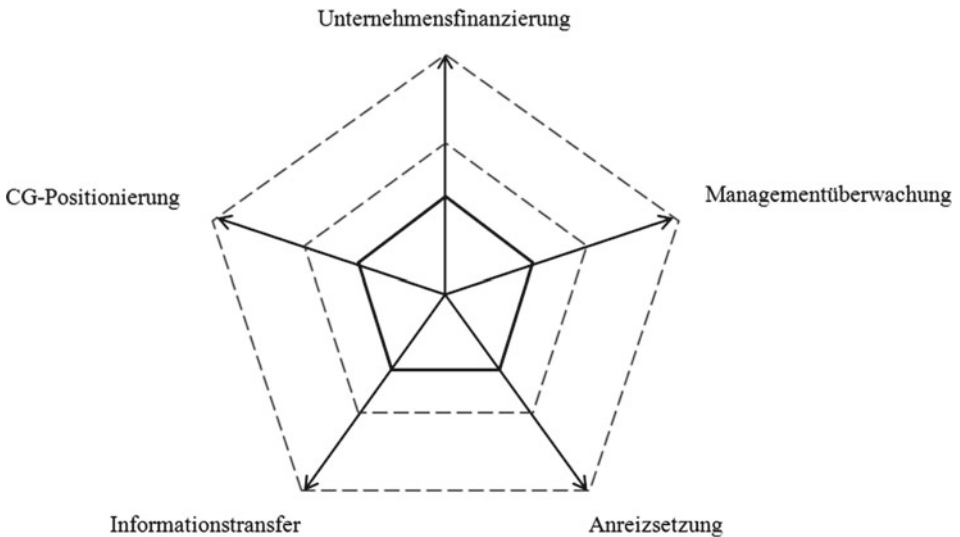 Unternehmensfinanzierung
CG-Positionierung
Managementüberwachung
Informationstransfer
Anreizsetzung